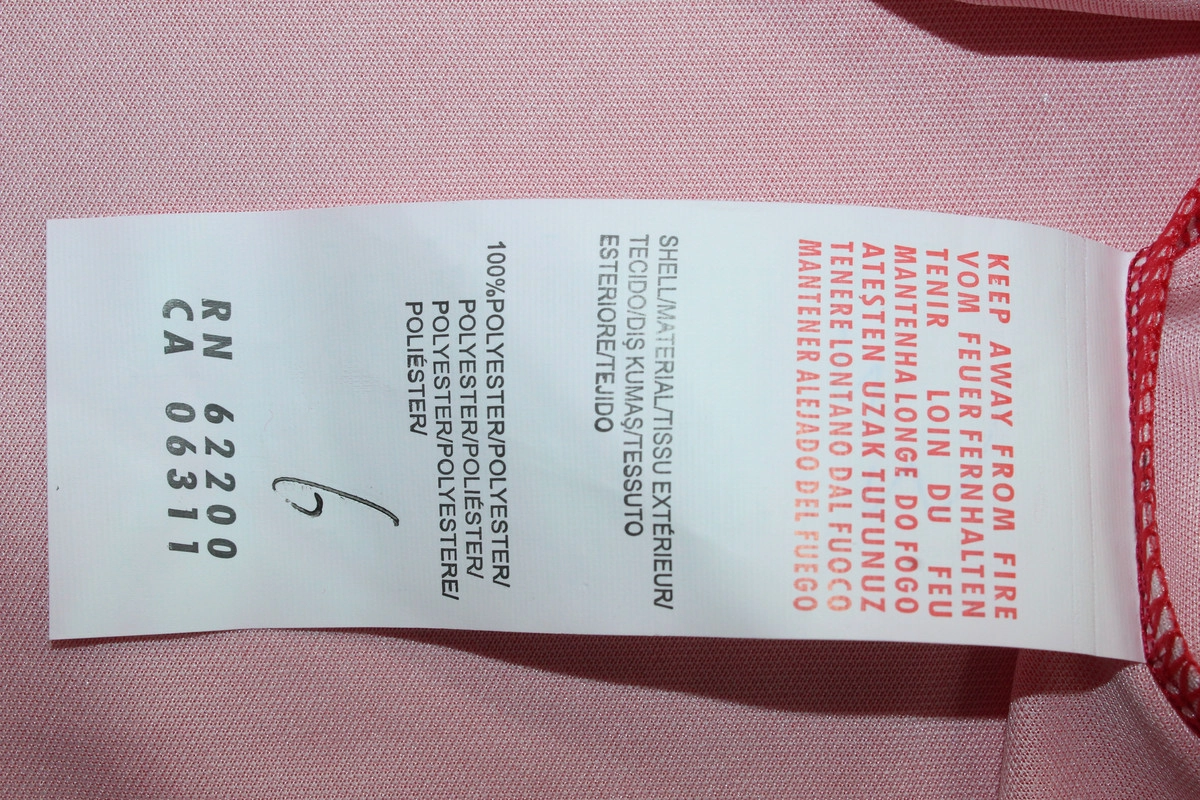 KEEP AWAY FROM FIRE
VOM FEUER FERNHALTEN
TENIR LOIN DU FEU
MANTENHA LONGE DO FOGO
ATEŞTEN UZAK TUTUNUZ
TENERE LONTANO DAL FUOCO
MANTENER ALEJADO DEL FUEGO
SHELL/MATERIAL/TISSU EXTÉRIEUR/
TECIDO/DIŞ KUMAŞ/TESSUTO
ESTERIORE/TEJIDO
100%POLYESTER/POLYESTER/
POLYESTER/POLIÉSTER/
POLYESTER/POLYESTERE/
POLIÉSTER/
6
RN 62200
CA 06311